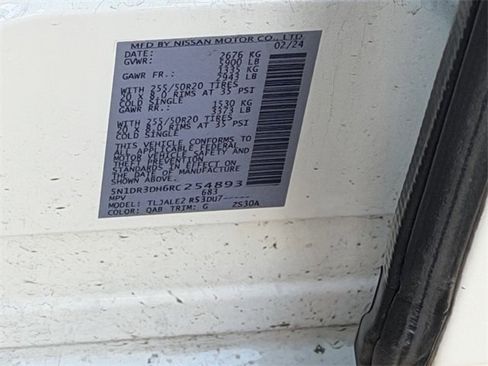 MFD BY NISSAN MOTOR CO., LTD.
DATE: 02/24
GVWR: 2676 KG
5900 LB
GAWR FR.: 1335 KG
2943 LB
WITH 255/50R20 TIRES
20 X 8.0 RIMS AT 35 PSI
COLD SINGLE
GAWR RR: 1530 KG
3373 LB
WITH 255/50R20 TIRES
20 X 8.0 RIMS AT 35 PSI
COLD SINGLE
THIS VEHICLE CONFORMS TO
ALL APPLICABLE FEDERAL
MOTOR VEHICLE SAFETY AND
THEFT PREVENTION
STANDARDS IN EFFECT ON
THE DATE OF MANUFACTURE
5N1DR3DH6RC254893
MPV 683
MODEL: TLJALE2 RS3DU7-----
COLOR: QAB TRIM: G ZS30A